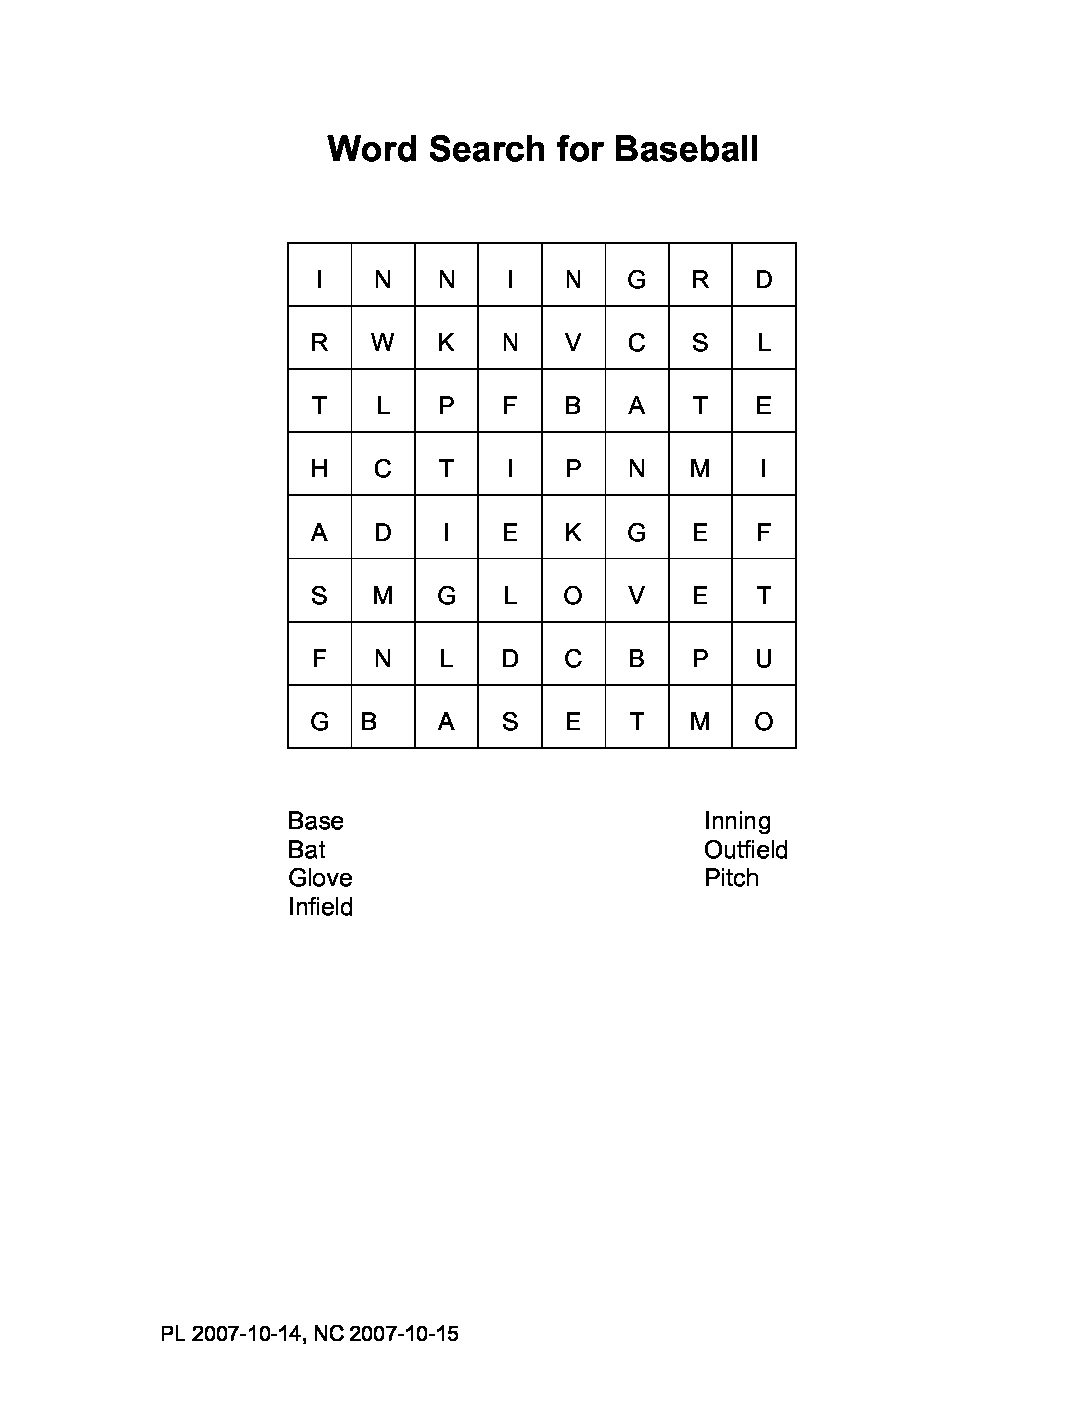 Word Search for Baseball
I N N I N G R D
R W K N V C S L
T L P F B A T E
H C T I P N M I
A D I E K G E F
S M G L O V E T
F N L D C B P U
G B A S E T M O
Base Inning
Bat Outfield
Glove Pitch
Infield
PL 2007-10-14, NC 2007-10-15